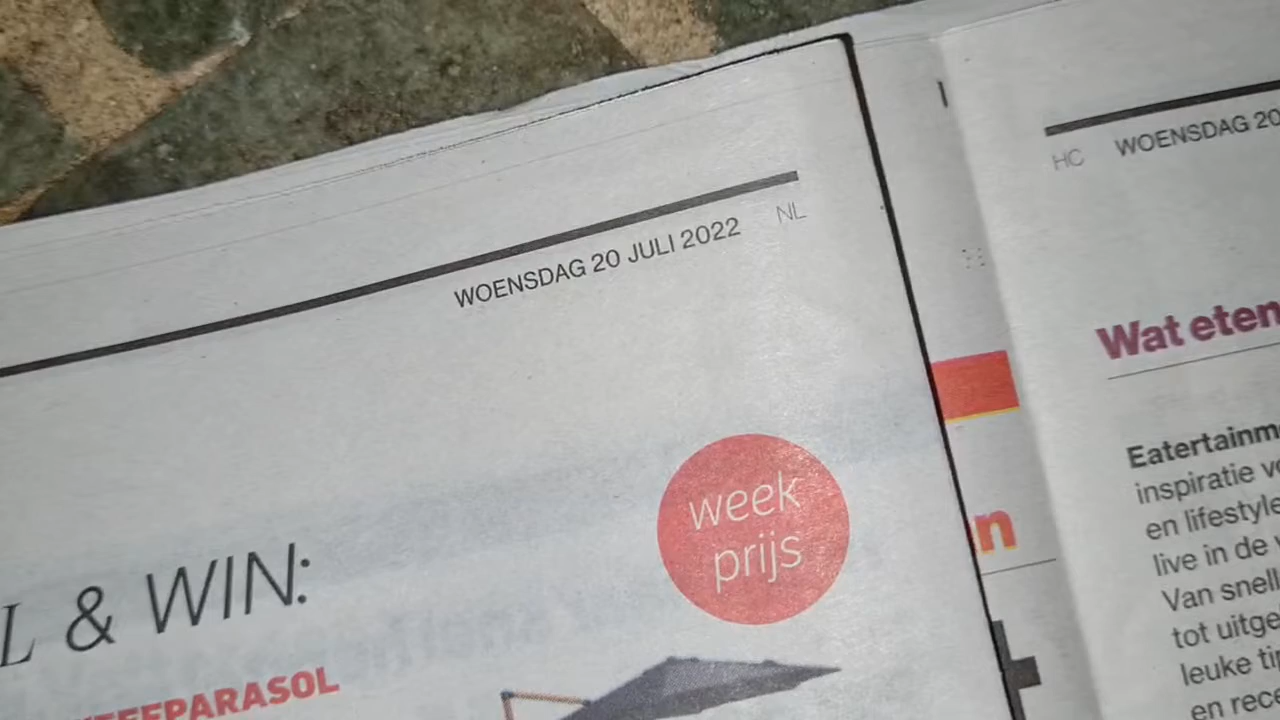 WOENSDAG 20 JULI 2022 NL
week
prijs
L & WIN:
PARASOL
HC WOENSDAG 20
Wat eten
Eatertainm
inspiratie vo
en lifestyle
live in de
Van snell
tot uitge
leuke tip
en rece
n